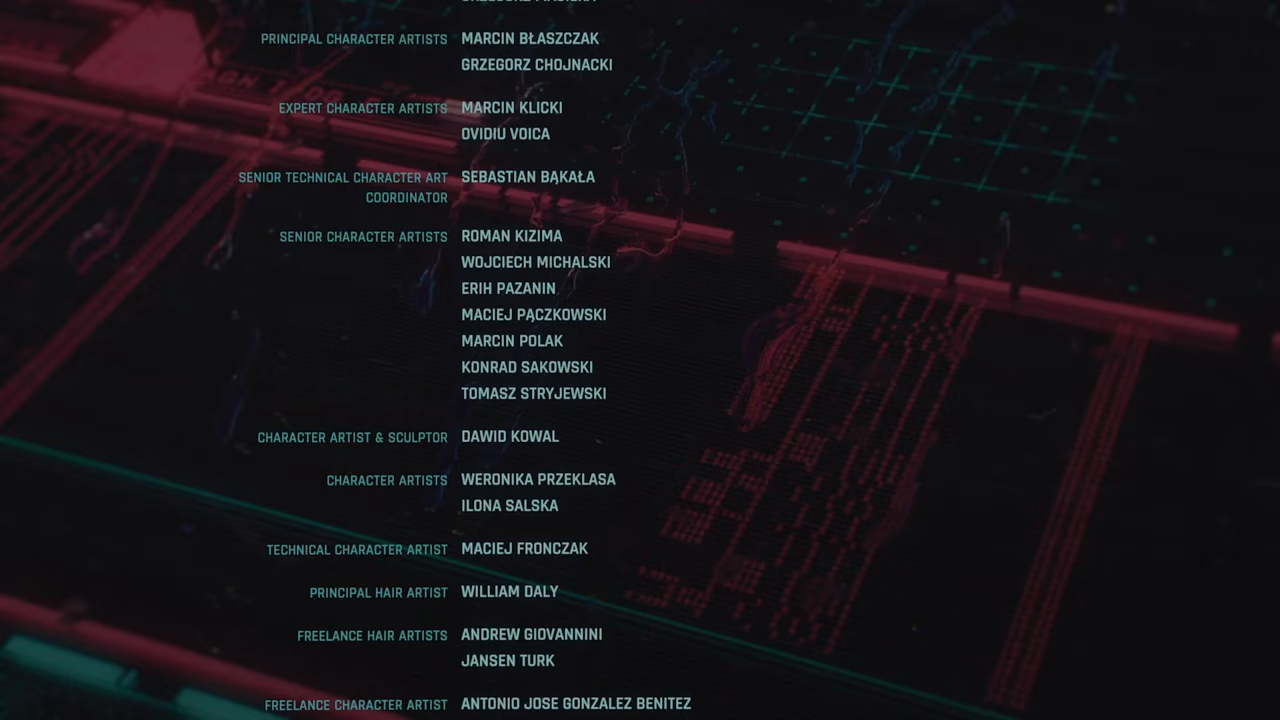 PRINCIPAL CHARACTER ARTISTS MARCIN BŁASZCZAK
GRZEGORZ CHOJNACKI
EXPERT CHARACTER ARTISTS MARCIN KLICKI
OVIDIU VOICA
SENIOR TECHNICAL CHARACTER ART SEBASTIAN BĄKAŁA
COORDINATOR
SENIOR CHARACTER ARTISTS ROMAN KIZIMA
WOJCIECH MICHALSKI
ERIH PAZANIN
MACIEJ PĄCZKOWSKI
MARCIN POLAK
KONRAD SAKOWSKI
TOMASZ STRYJEWSKI
CHARACTER ARTIST & SCULPTOR DAWID KOWAL
CHARACTER ARTISTS WERONIKA PRZEKLASA
ILONA SALSKA
TECHNICAL CHARACTER ARTIST MACIEJ FRONCZAK
PRINCIPAL HAIR ARTIST WILLIAM DALY
FREELANCE HAIR ARTISTS ANDREW GIOVANNINI
JANSEN TURK
FREELANCE CHARACTER ARTIST ANTONIO JOSE GONZALEZ BENITEZ